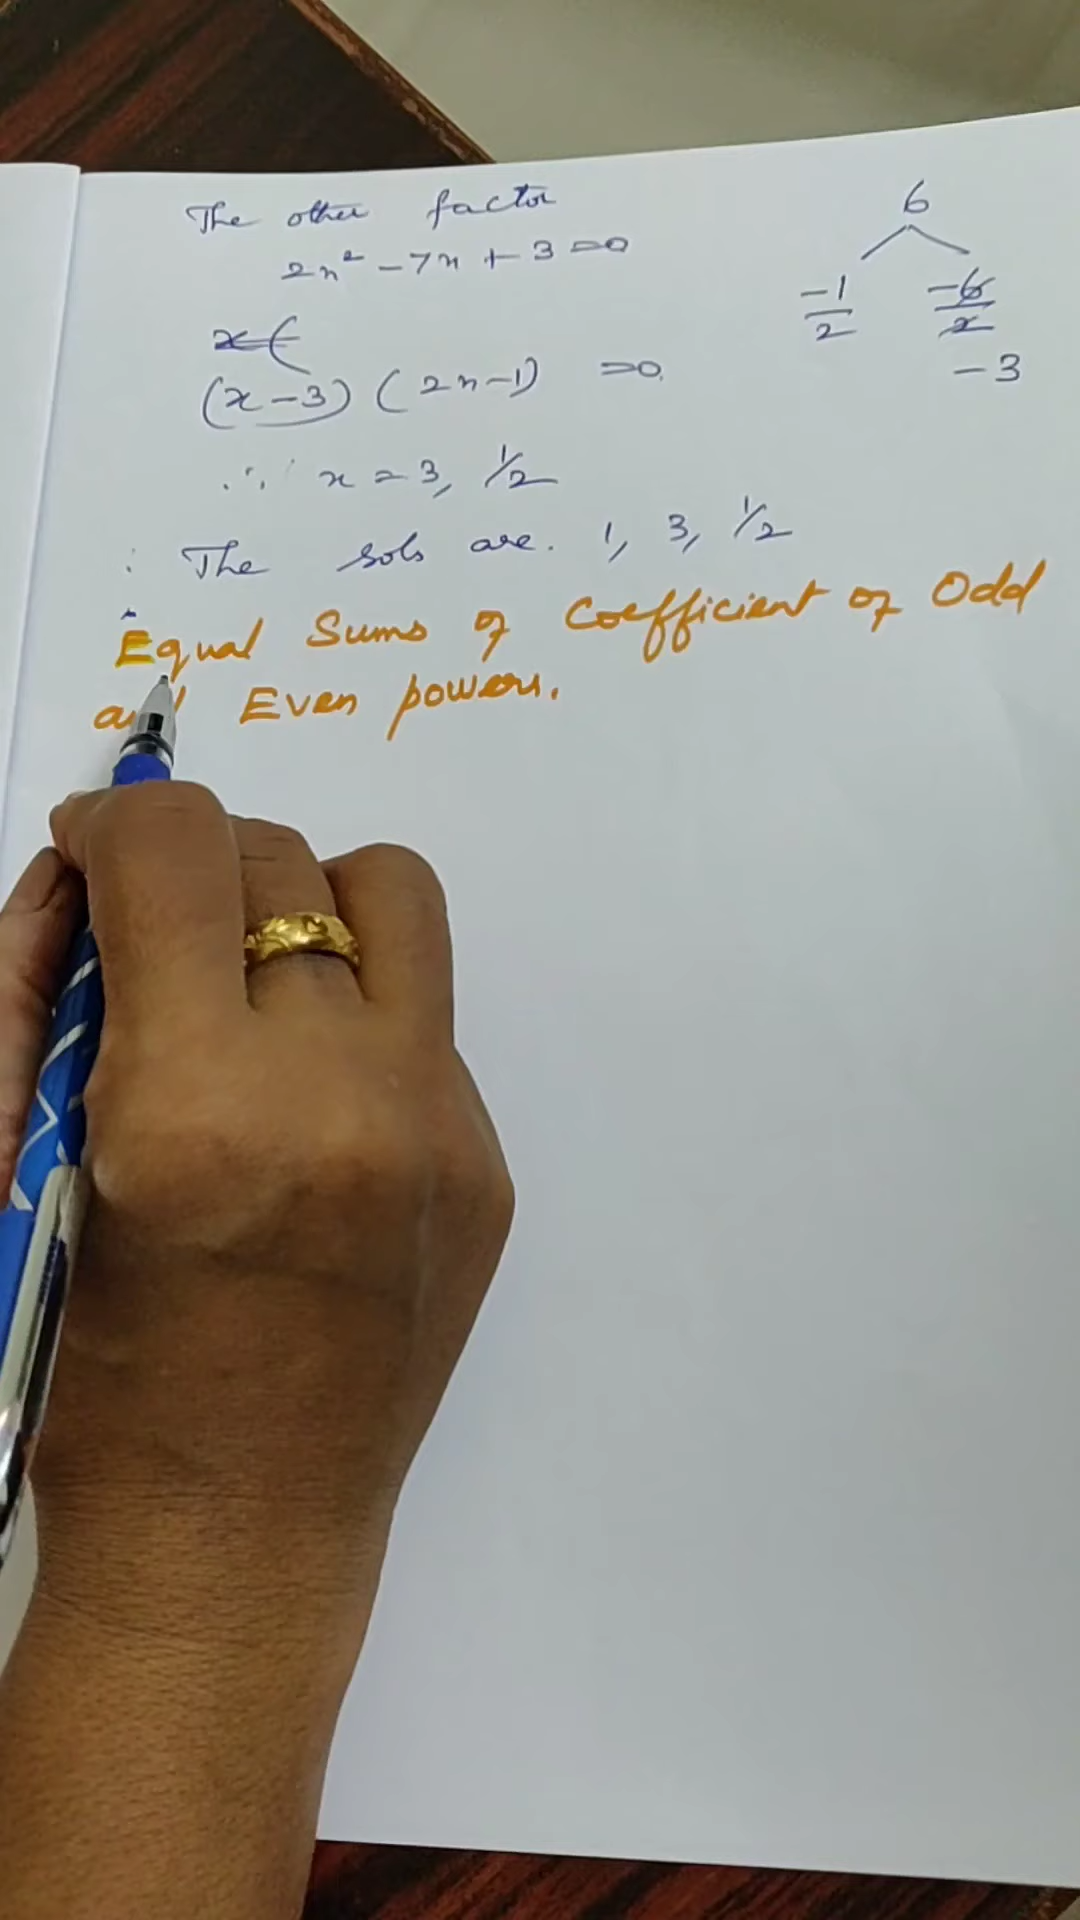 The other factor
2x² - 7x + 3 = 0
x(
(x-3) (2x-1) = 0.
∴ x = 3, 1/2
∴ The sols are. 1, 3, 1/2
6
-1/2 -6/2
-3
Equal Sums of Coefficient of Odd
and Even powers.